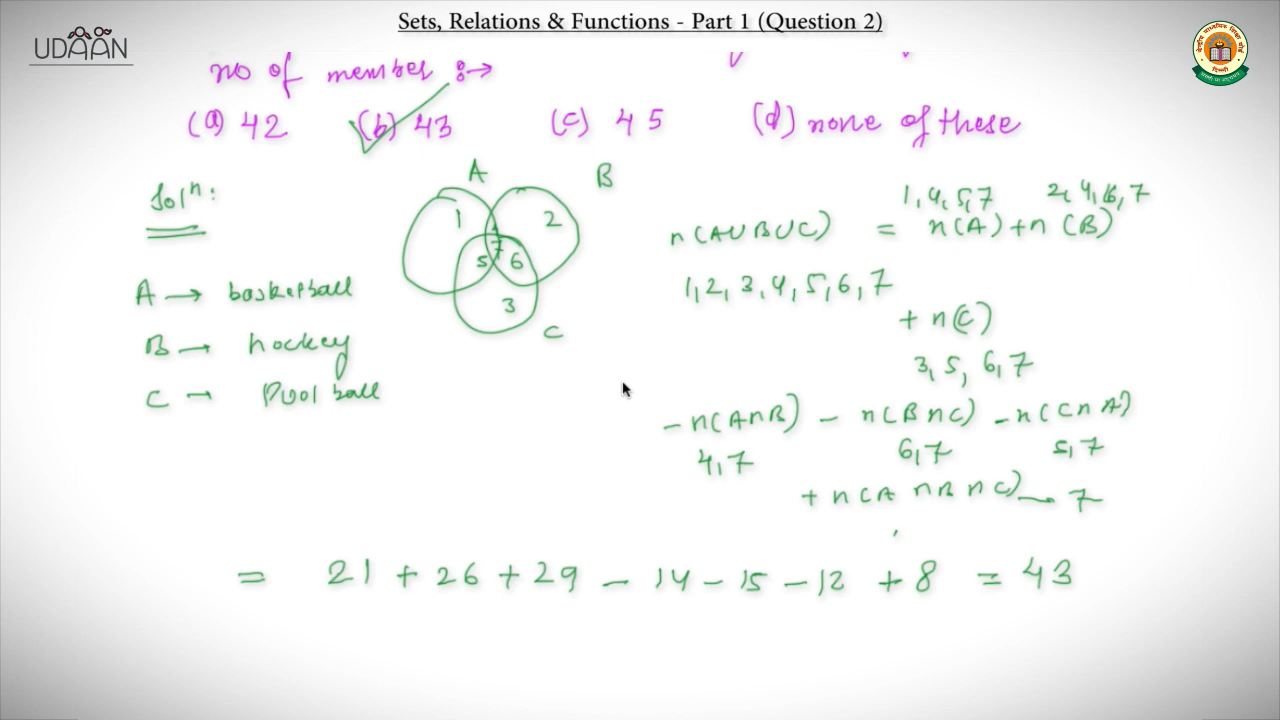 Sets, Relations & Functions - Part 1 (Question 2)
UDAAN
no of member :→
(a) 42 (b) 43 (c) 45 (d) none of these
Solⁿ:
A B
1 2
4
7
5 6
3
C
A → basketball
B → hockey
C →
1,4,5,7 2,4,6,7
n(A∪B∪C) = n(A)+n(B)
1,2,3,4,5,6,7
+ n(C)
3,5,6,7
- n(A∩B) - n(B∩C) - n(C∩A)
4,7 6,7 5,7
+ n(A∩B∩C) → 7
= 21 + 26 + 29 - 14 - 15 - 12 + 8 = 43